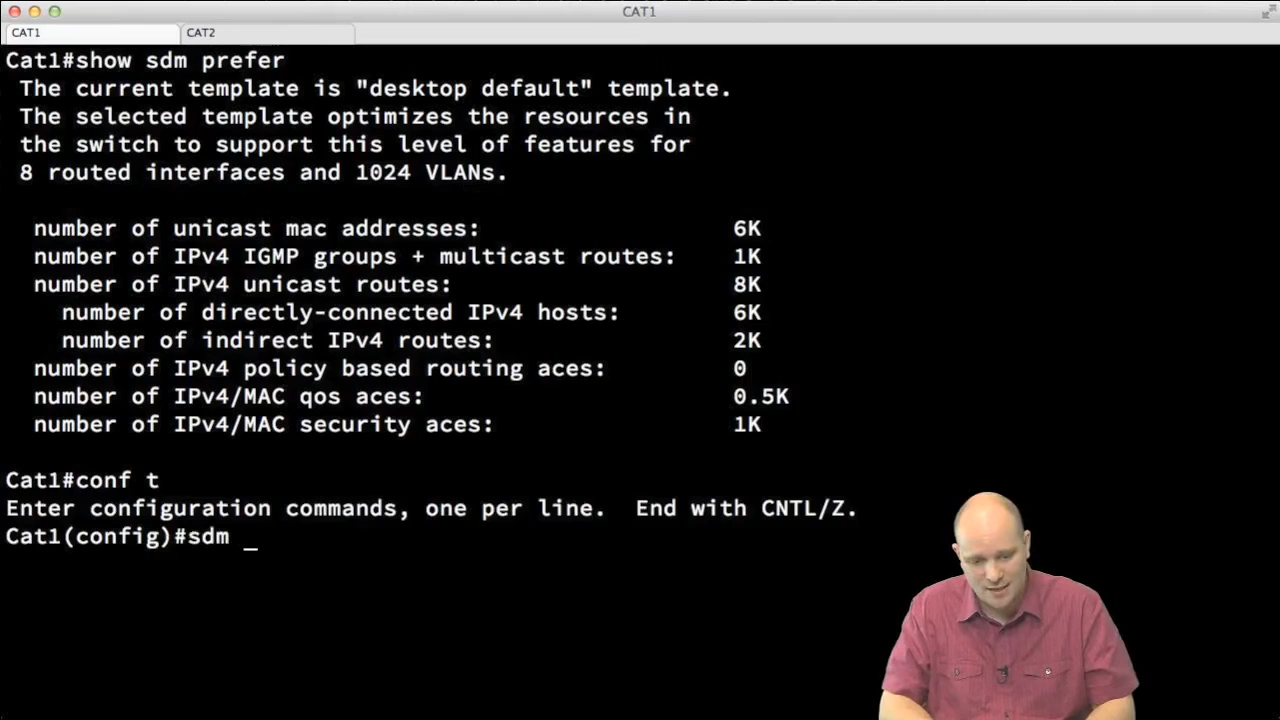 CAT1
CAT1
CAT2
Cat1#show sdm prefer
The current template is "desktop default" template.
The selected template optimizes the resources in
the switch to support this level of features for
8 routed interfaces and 1024 VLANs.
number of unicast mac addresses: 6K
number of IPv4 IGMP groups + multicast routes: 1K
number of IPv4 unicast routes: 8K
number of directly-connected IPv4 hosts: 6K
number of indirect IPv4 routes: 2K
number of IPv4 policy based routing aces: 0
number of IPv4/MAC qos aces: 0.5K
number of IPv4/MAC security aces: 1K
Cat1#conf t
Enter configuration commands, one per line. End with CNTL/Z.
Cat1(config)#sdm _